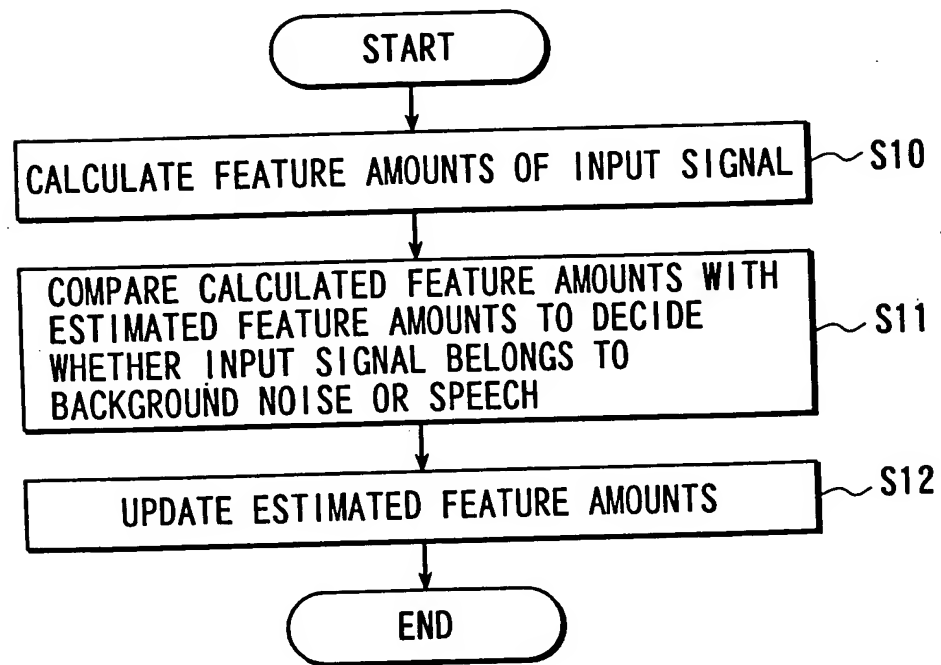 START
CALCULATE FEATURE AMOUNTS OF INPUT SIGNAL
S10
COMPARE CALCULATED FEATURE AMOUNTS WITH
ESTIMATED FEATURE AMOUNTS TO DECIDE
WHETHER INPUT SIGNAL BELONGS TO
BACKGROUND NOISE OR SPEECH
S11
UPDATE ESTIMATED FEATURE AMOUNTS
S12
END